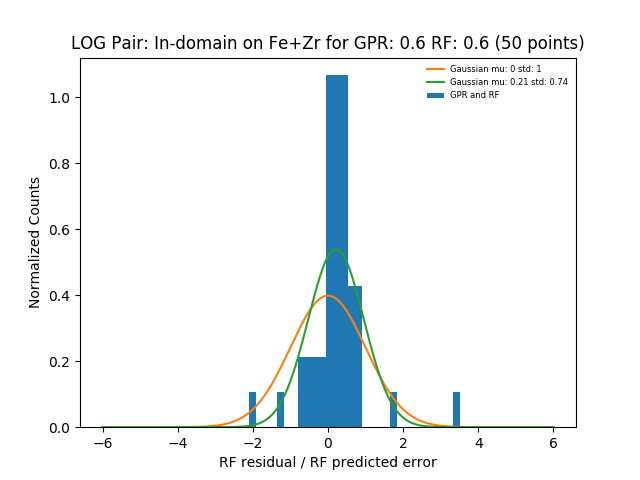 LOG Pair: In-domain on Fe+Zr for GPR: 0.6 RF: 0.6 (50 points)
Gaussian mu: 0 std: 1
Gaussian mu: 0.21 std: 0.74
GPR and RF
Normalized Counts
1.0
0.8
0.6
0.4
0.2
0.0
−6 −4 −2 0 2 4 6
RF residual / RF predicted error